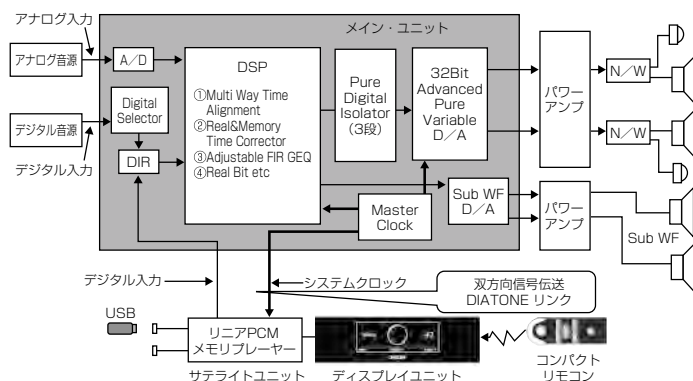 アナログ入力
メイン・ユニット
アナログ音源
A/D
DSP
①Multi Way Time
Alignment
②Real&Memory
Time Corrector
③Adjustable FIR GEQ
④Real Bit etc
Pure
Digital
Isolator
(3段)
32Bit
Advanced
Pure
Variable
D/A
パワー
アンプ
N/W
N/W
デジタル音源
Digital
Selector
デジタル入力
DIR
Master
Clock
Sub WF
D/A
パワー
アンプ
Sub WF
デジタル入力
システムクロック
双方向信号伝送
DIATONE リンク
USB
リニアPCM
メモリプレーヤー
サテライトユニット
ディスプレイユニット
コンパクト
リモコン